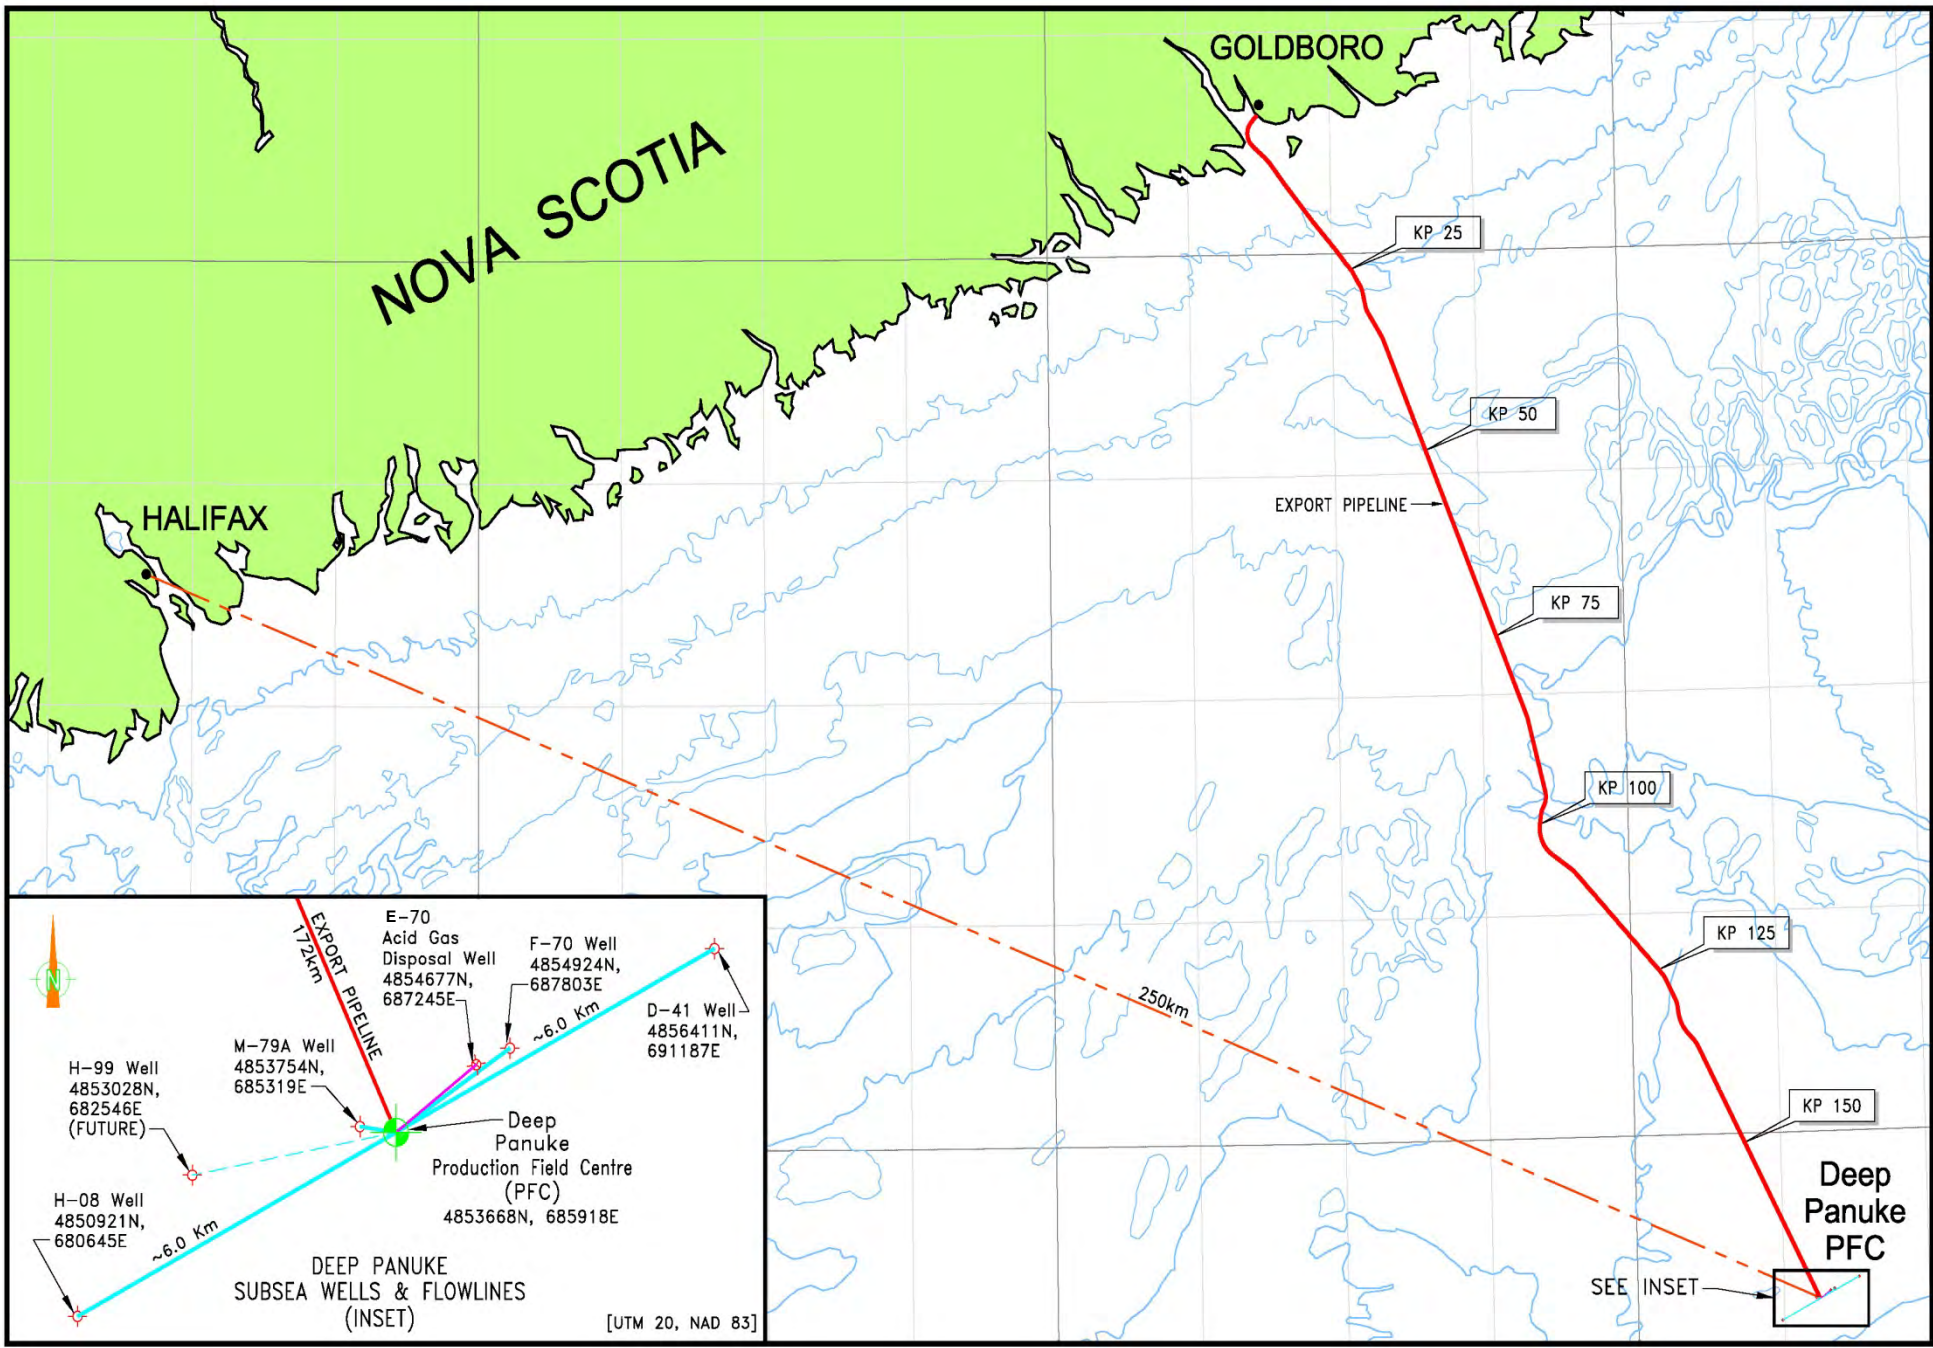 GOLDBORO
NOVA SCOTIA
KP 25
KP 50
EXPORT PIPELINE
HALIFAX
KP 75
KP 100
KP 125
250km
KP 150
Deep
Panuke
PFC
SEE INSET
N
EXPORT PIPELINE
172km
E-70
Acid Gas
Disposal Well
4854677N,
687245E
F-70 Well
4854924N,
687803E
~6.0 Km
D-41 Well
4856411N,
691187E
M-79A Well
4853754N,
685319E
H-99 Well
4853028N,
682546E
(FUTURE)
Deep
Panuke
Production Field Centre
(PFC)
4853668N, 685918E
H-08 Well
4850921N,
680645E
~6.0 Km
DEEP PANUKE
SUBSEA WELLS & FLOWLINES
(INSET)
[UTM 20, NAD 83]